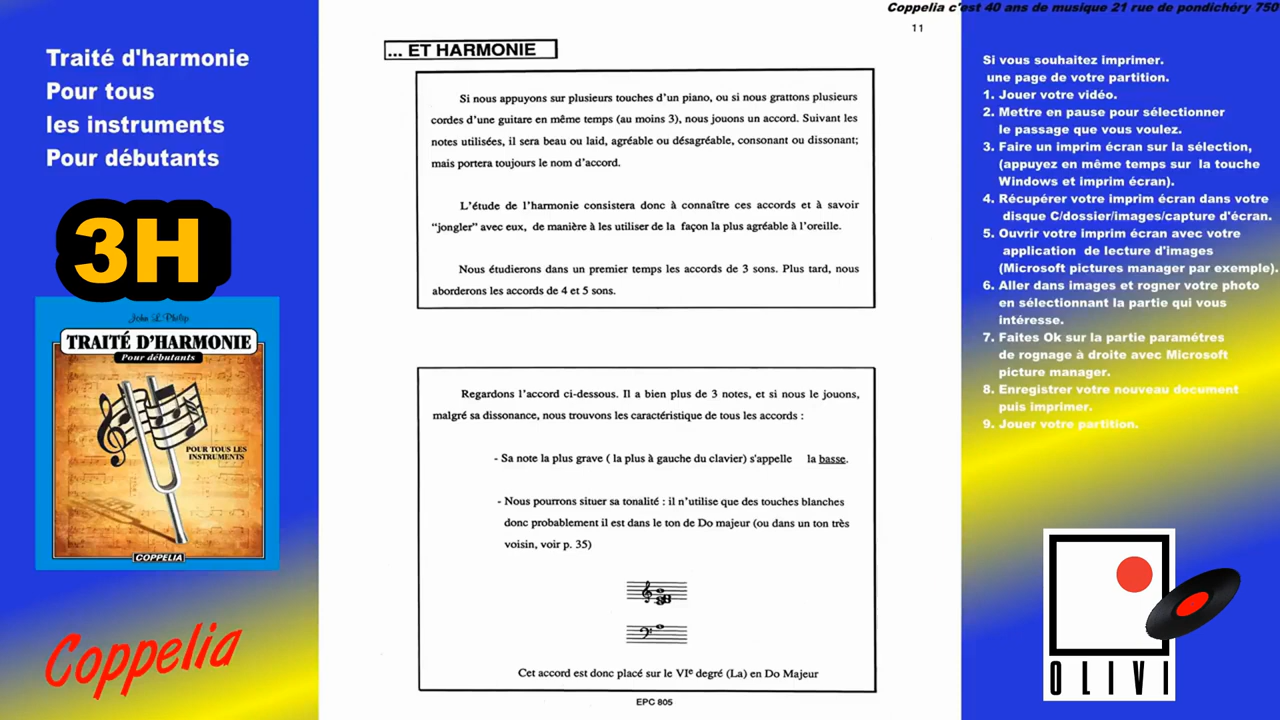 Coppelia c'est 40 ans de musique 21 rue de pondichéry 750
Traité d'harmonie
Pour tous
les instruments
Pour débutants
3H
John L. Philip
TRAITÉ D'HARMONIE
Pour débutants
POUR TOUS LES
INSTRUMENTS
COPPELIA
Coppelia
11
... ET HARMONIE
Si nous appuyons sur plusieurs touches d'un piano, ou si nous grattons plusieurs
cordes d'une guitare en même temps (au moins 3), nous jouons un accord. Suivant les
notes utilisées, il sera beau ou laid, agréable ou désagréable, consonant ou dissonant;
mais portera toujours le nom d'accord.
L'étude de l'harmonie consistera donc à connaître ces accords et à savoir
“jongler” avec eux, de manière à les utiliser de la façon la plus agréable à l'oreille.
Nous étudierons dans un premier temps les accords de 3 sons. Plus tard, nous
aborderons les accords de 4 et 5 sons.
Regardons l'accord ci-dessous. Il a bien plus de 3 notes, et si nous le jouons,
malgré sa dissonance, nous trouvons les caractéristique de tous les accords :
- Sa note la plus grave ( la plus à gauche du clavier) s'appelle la basse.
- Nous pourrons situer sa tonalité : il n'utilise que des touches blanches
donc probablement il est dans le ton de Do majeur (ou dans un ton très
voisin, voir p. 35)
Cet accord est donc placé sur le VIe degré (La) en Do Majeur
EPC 805
Si vous souhaitez imprimer.
une page de votre partition.
1. Jouer votre vidéo.
2. Mettre en pause pour sélectionner
le passage que vous voulez.
3. Faire un imprim écran sur la sélection,
(appuyez en même temps sur la touche
Windows et imprim écran).
4. Récupérer votre imprim écran dans votre
disque C/dossier/images/capture d'écran.
5. Ouvrir votre imprim écran avec votre
application de lecture d'images
(Microsoft pictures manager par exemple).
6. Aller dans images et rogner votre photo
en sélectionnant la partie qui vous
intéresse.
7. Faites Ok sur la partie paramétres
de rognage à droite avec Microsoft
picture manager.
8. Enregistrer votre nouveau document
puis imprimer.
9. Jouer votre partition.
OLIVI